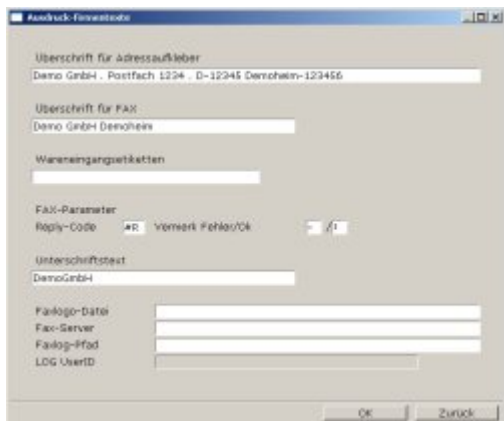 Ausdruck-Firmentexte
Überschrift für Adressaufkleber
Demo GmbH . Postfach 1234 . D-12345 Demoheim-123456
Überschrift für FAX
Demo GmbH Demoheim
Wareneingangsetiketten
FAX-Parameter
Reply-Code #R Vermerk Fehler/Ok - /
Unterschriftstext
DemoGmbH
Faxlogo-Datei
Fax-Server
Faxlog-Pfad
LOG UserID
OK Zurück